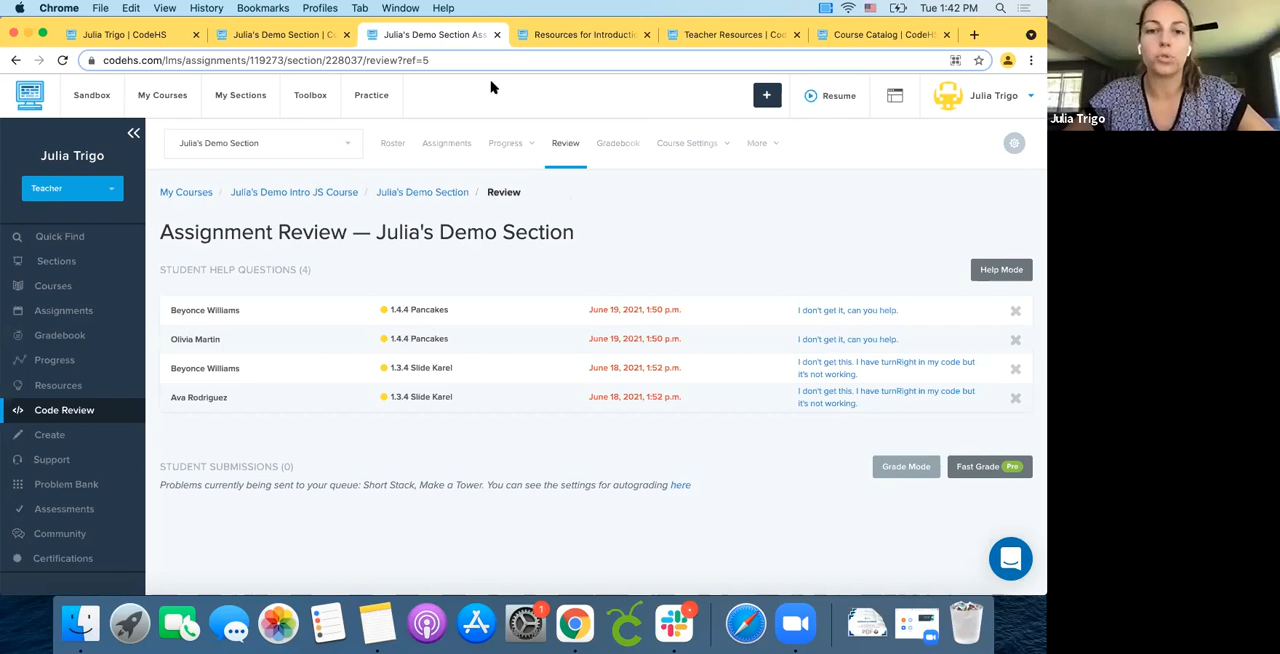 Chrome File Edit View History Bookmarks Profiles Tab Window Help Tue 1:42 PM
Julia Trigo | CodeHS Julia's Demo Section | C Julia's Demo Section Ass Resources for Introducti Teacher Resources | Co Course Catalog | CodeHS
codehs.com/lms/assignments/119273/section/228037/review?ref=5
Sandbox My Courses My Sections Toolbox Practice + Resume Julia Trigo
Julia Trigo
Julia Trigo
Teacher
Quick Find
Sections
Courses
Assignments
Gradebook
Progress
Resources
Code Review
Create
Support
Problem Bank
Assessments
Community
Certifications
Julia's Demo Section Roster Assignments Progress Review Gradebook Course Settings More
My Courses / Julia's Demo Intro JS Course / Julia's Demo Section / Review
Assignment Review — Julia's Demo Section
STUDENT HELP QUESTIONS (4) Help Mode
Beyonce Williams 1.4.4 Pancakes June 19, 2021, 1:50 p.m. I don't get it, can you help.
Olivia Martin 1.4.4 Pancakes June 19, 2021, 1:50 p.m. I don't get it, can you help.
Beyonce Williams 1.3.4 Slide Karel June 18, 2021, 1:52 p.m. I don't get this. I have turnRight in my code but
it's not working.
Ava Rodriguez 1.3.4 Slide Karel June 18, 2021, 1:52 p.m. I don't get this. I have turnRight in my code but
it's not working.
STUDENT SUBMISSIONS (0) Grade Mode Fast Grade Pro
Problems currently being sent to your queue: Short Stack, Make a Tower. You can see the settings for autograding here
1
PDF